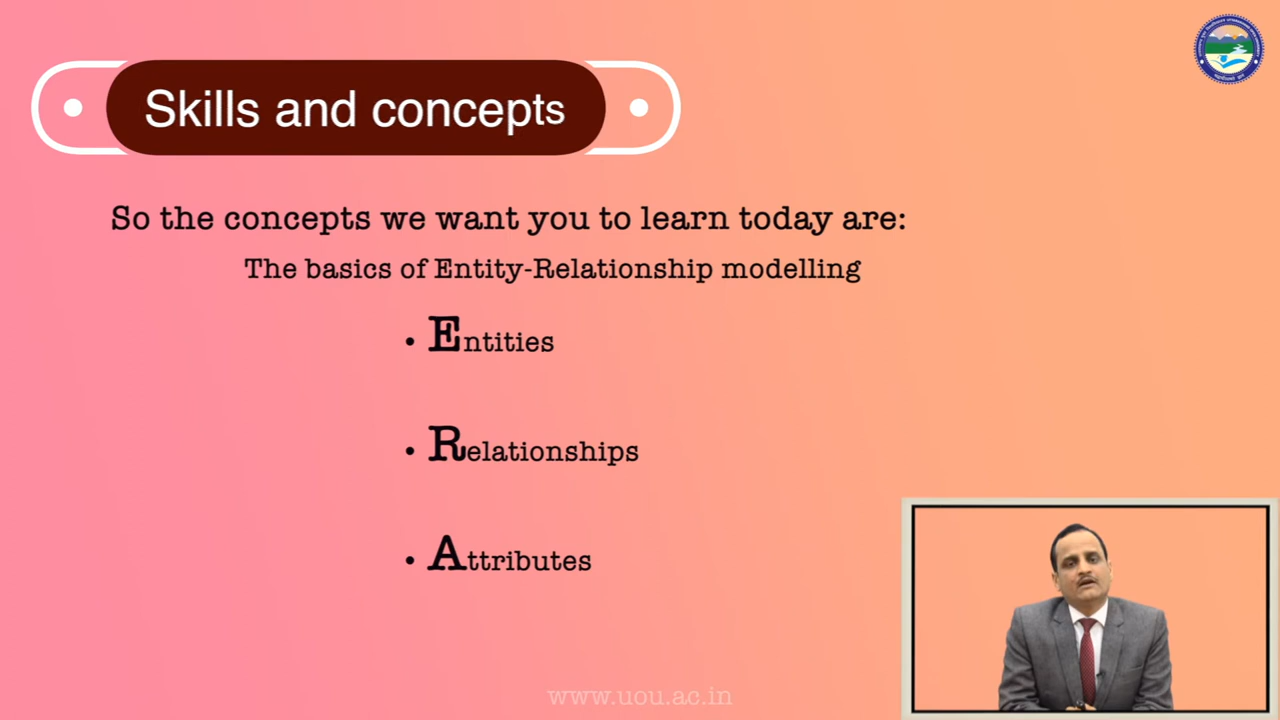 Skills and concepts
So the concepts we want you to learn today are:
The basics of Entity-Relationship modelling
• Entities
• Relationships
• Attributes
www.uou.ac.in